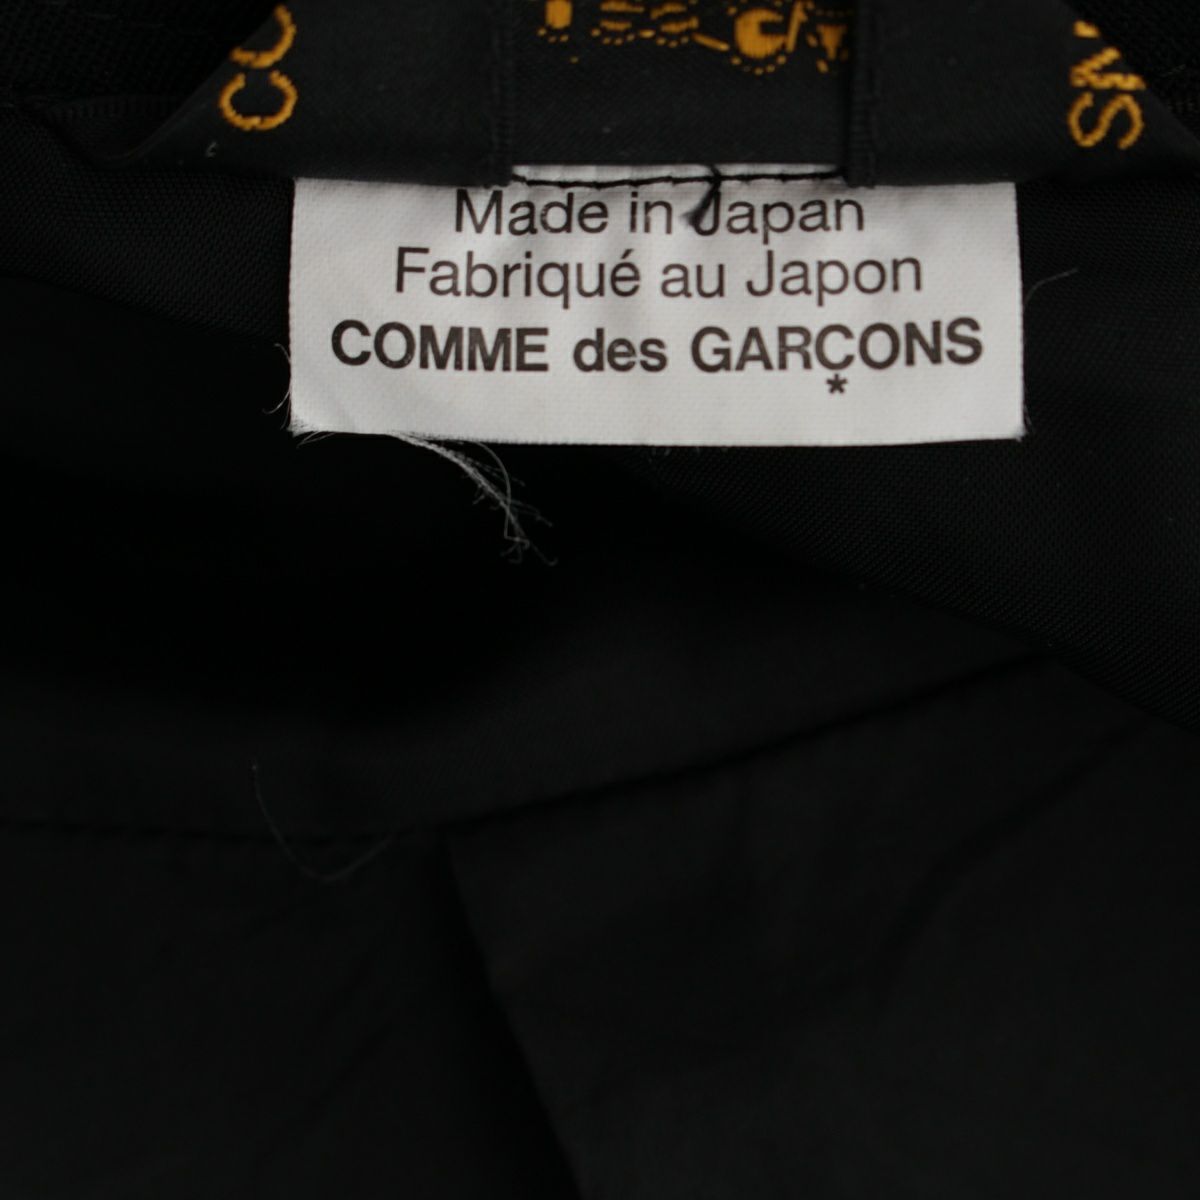 Made in Japan
Fabriqué au Japon
COMME des GARÇONS
*